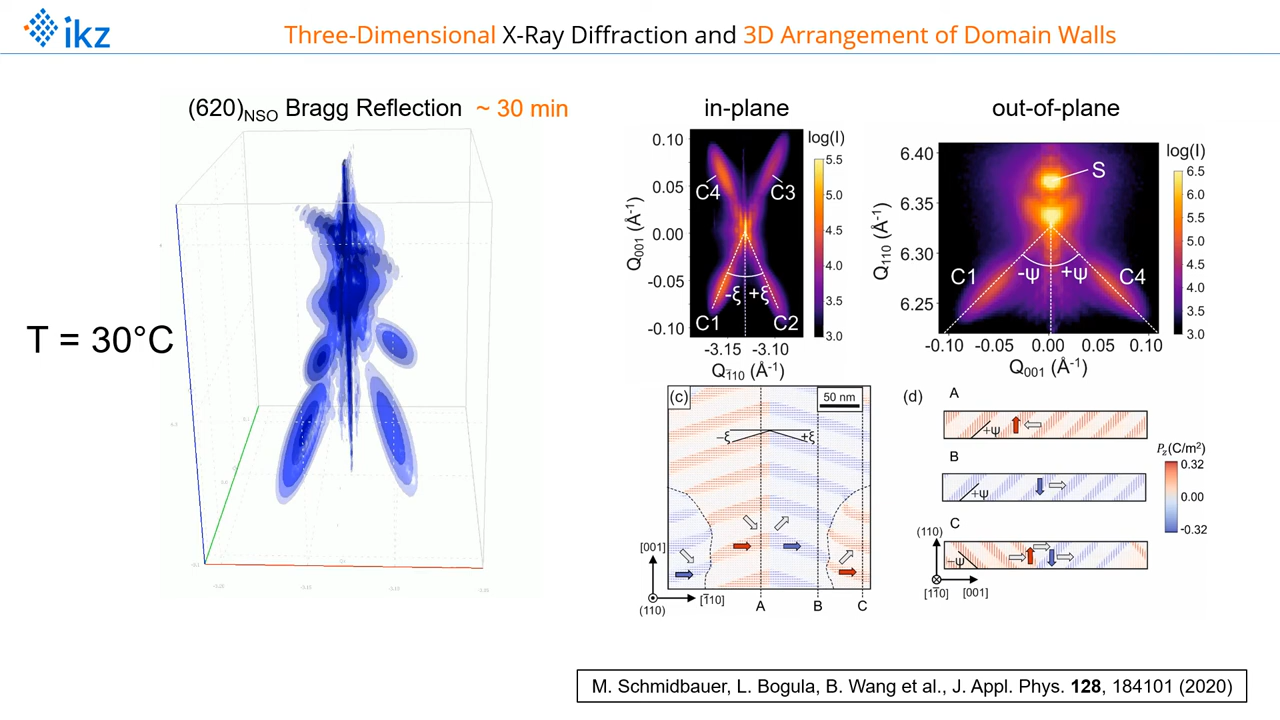 ikz
Three-Dimensional X-Ray Diffraction and 3D Arrangement of Domain Walls
(620)NSO Bragg Reflection ~ 30 min
in-plane
out-of-plane
T = 30°C
log(I)
0.10
0.05
0.00
-0.05
-0.10
Q001 (Å-1)
C4
C3
-ξ +ξ
C1
C2
5.5
5.0
4.5
4.0
3.5
3.0
-3.15 -3.10
Q1̄10 (Å-1)
log(I)
6.40
6.35
6.30
6.25
Q110 (Å-1)
S
C1
-ψ +ψ
C4
6.5
6.0
5.5
5.0
4.5
4.0
3.5
3.0
-0.10 -0.05 0.00 0.05 0.10
Q001 (Å-1)
(c)
50 nm
−ξ
+ξ
[001]
(110)
[1̄10]
A
B
C
(d)
A
+ψ
B
+ψ
C
-ψ
(110)
[11̄0]
[001]
Pz(C/m2)
0.32
0.00
-0.32
M. Schmidbauer, L. Bogula, B. Wang et al., J. Appl. Phys. 128, 184101 (2020)